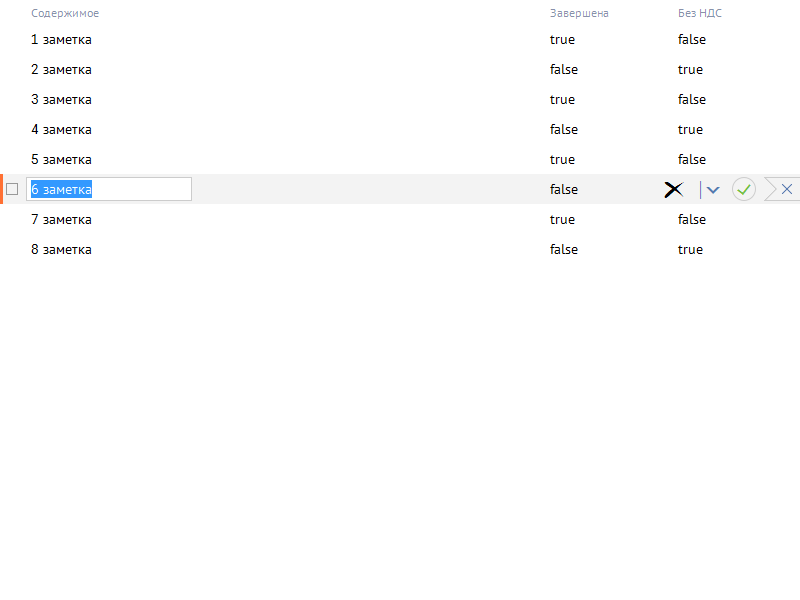 Содержимое Завершена Без НДС
1 заметка true false
2 заметка false true
3 заметка true false
4 заметка false true
5 заметка true false
6 заметка false
7 заметка true false
8 заметка false true